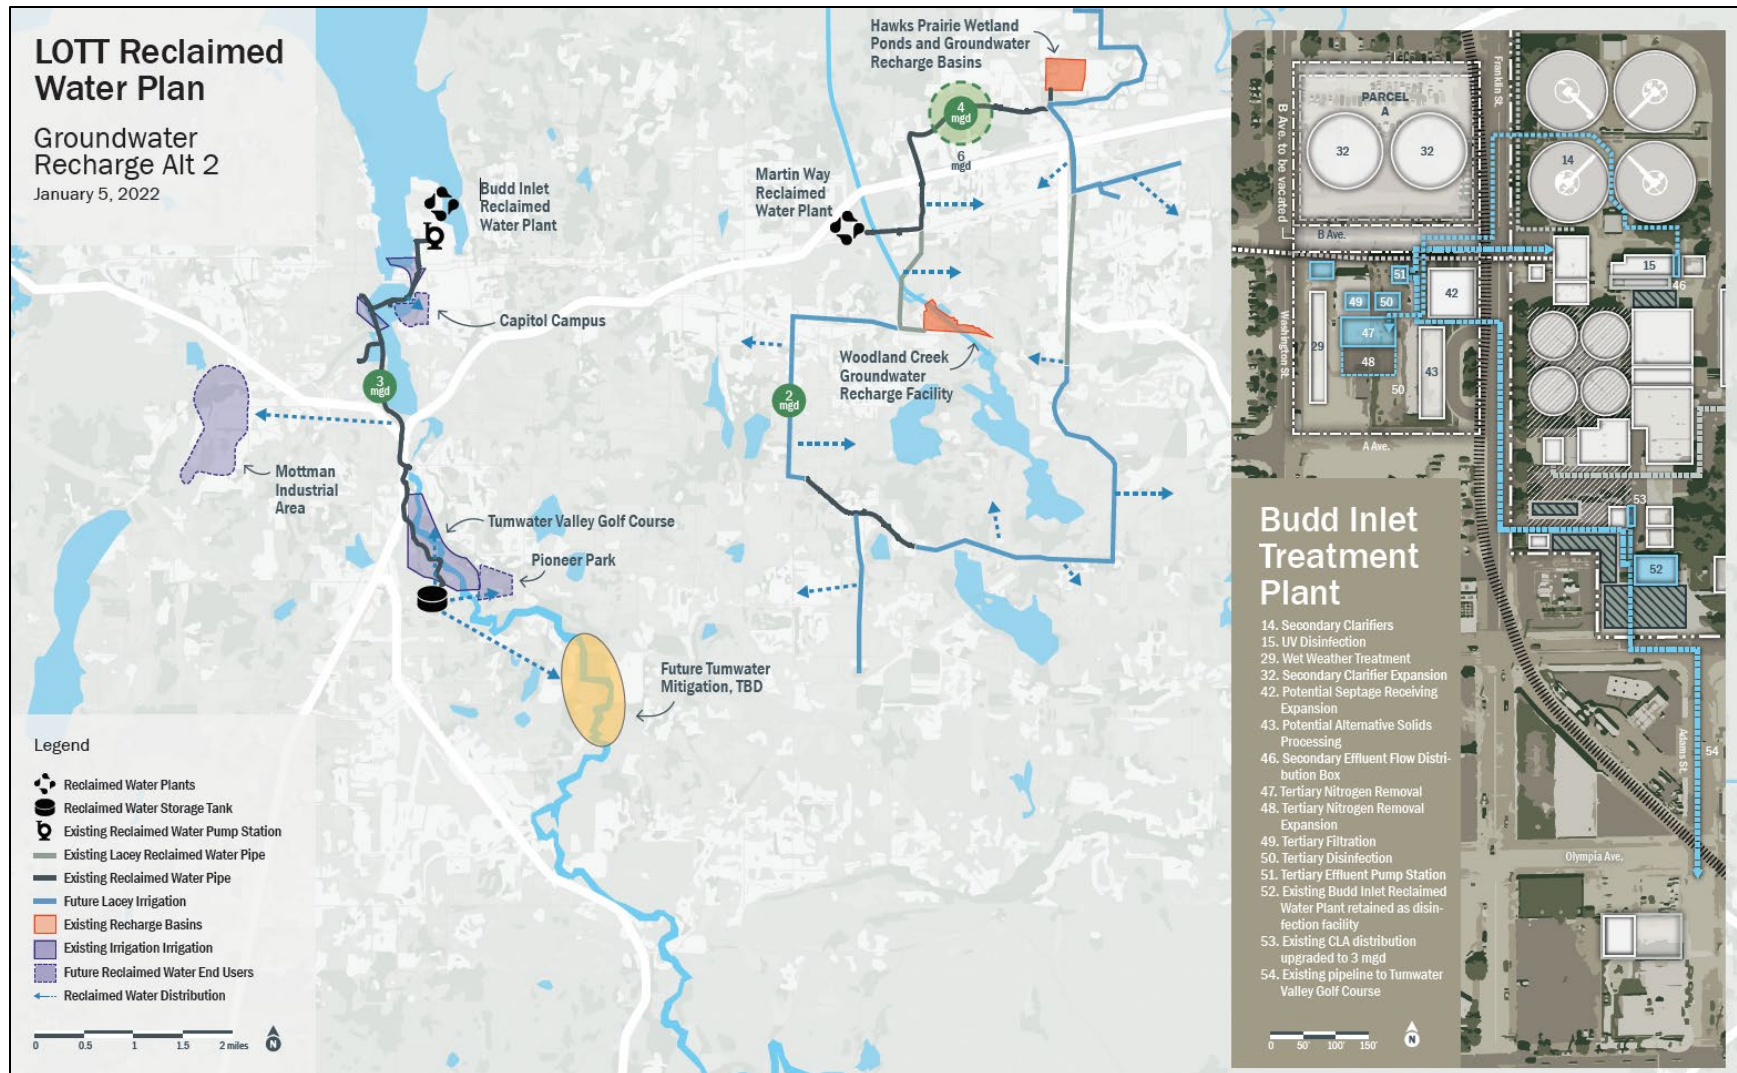 LOTT Reclaimed
Water Plan
Groundwater
Recharge Alt 2
January 5, 2022
Hawks Prairie Wetland
Ponds and Groundwater
Recharge Basins
4
mgd
6
mgd
Martin Way
Reclaimed
Water Plant
Budd Inlet
Reclaimed
Water Plant
Capitol Campus
3
mgd
Woodland Creek
Groundwater
Recharge Facility
2
mgd
Mottman
Industrial
Area
Tumwater Valley Golf Course
Pioneer Park
Future Tumwater
Mitigation, TBD
Legend
Reclaimed Water Plants
Reclaimed Water Storage Tank
Existing Reclaimed Water Pump Station
Existing Lacey Reclaimed Water Pipe
Existing Reclaimed Water Pipe
Future Lacey Irrigation
Existing Recharge Basins
Existing Irrigation Irrigation
Future Reclaimed Water End Users
Reclaimed Water Distribution
0 0.5 1 1.5 2 miles
N
PARCEL
A
32
32
B Ave. to be vacated
Franklin St.
14
B Ave.
51
42
15
46
49
50
47
29
48
43
50
Washington St.
A Ave.
53
52
Adams St.
54
Olympia Ave.
Budd Inlet
Treatment
Plant
14. Secondary Clarifiers
15. UV Disinfection
29. Wet Weather Treatment
32. Secondary Clarifier Expansion
42. Potential Septage Receiving
Expansion
43. Potential Alternative Solids
Processing
46. Secondary Effluent Flow Distri-
bution Box
47. Tertiary Nitrogen Removal
48. Tertiary Nitrogen Removal
Expansion
49. Tertiary Filtration
50. Tertiary Disinfection
51. Tertiary Effluent Pump Station
52. Existing Budd Inlet Reclaimed
Water Plant retained as disin-
fection facility
53. Existing CLA distribution
upgraded to 3 mgd
54. Existing pipeline to Tumwater
Valley Golf Course
0 50' 100' 150'
N